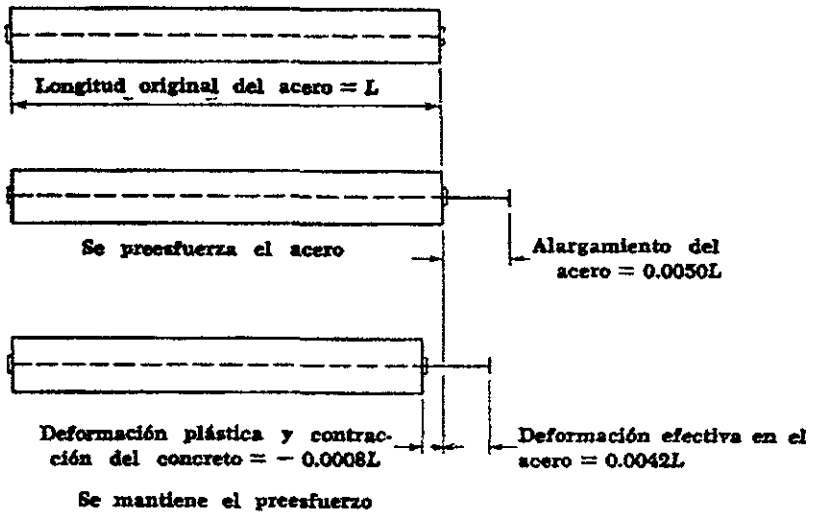 Longitud original del acero = L
Se preesfuerza el acero
Alargamiento del
acero = 0.0050L
Deformación plástica y contrac-
ción del concreto = - 0.0008L
Deformación efectiva en el
acero = 0.0042L
Se mantiene el preesfuerzo